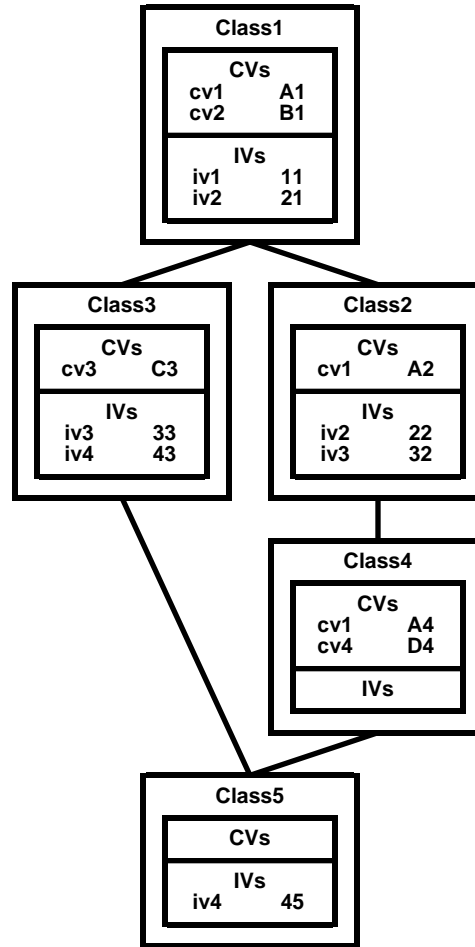 Class1
CVs
cv1 A1
cv2 B1
IVs
iv1 11
iv2 21
Class3
CVs
cv3 C3
IVs
iv3 33
iv4 43
Class2
CVs
cv1 A2
IVs
iv2 22
iv3 32
Class4
CVs
cv1 A4
cv4 D4
IVs
Class5
CVs
IVs
iv4 45